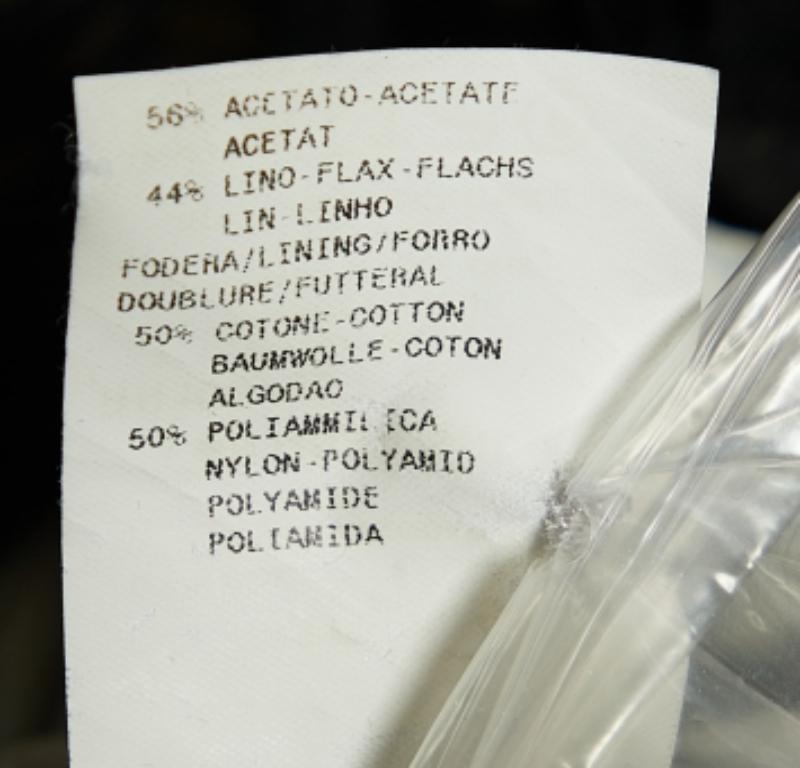 56% ACETATO-ACETATE
ACETAT
44% LINO-FLAX-FLACHS
LIN-LINHO
FODERA/LINING/FORRO
DOUBLURE/FUTTERAL
50% COTONE-COTTON
BAUMWOLLE-COTON
ALGODAO
50%
NYLON-POLYAMID
POLYAMIDE
POLIAMIDA